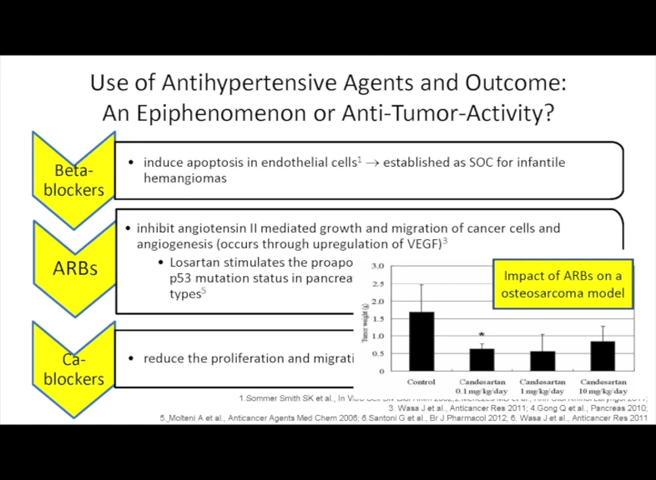 Use of Antihypertensive Agents and Outcome:
An Epiphenomenon or Anti-Tumor-Activity?
Beta-
blockers
• induce apoptosis in endothelial cells1 → established as SOC for infantile
hemangiomas
ARBs
• inhibit angiotensin II mediated growth and migration of cancer cells and
angiogenesis (occurs through upregulation of VEGF)3
• Losartan stimulates the proapo
p53 mutation status in pancrea
types5
Impact of ARBs on a
osteosarcoma model
Tumor weight (g)
3.0
2.5
2.0
1.5
1.0
0.5
0
*
Control
Candesartan
0.1 mg/kg/day
Candesartan
1 mg/kg/day
Candesartan
10 mg/kg/day
Ca-
blockers
• reduce the proliferation and migrati
1.Sommer Smith SK et al., In
3. Wasa J et al., Anticancer Res 2011; 4.Gong Q et al., Pancreas 2010;
5. Molteni A et al., Anticancer Agents Med Chem 2006; 6.Santoni G et al., Br J Pharmacol 2012; 6. Wasa J et al., Anticancer Res 2011